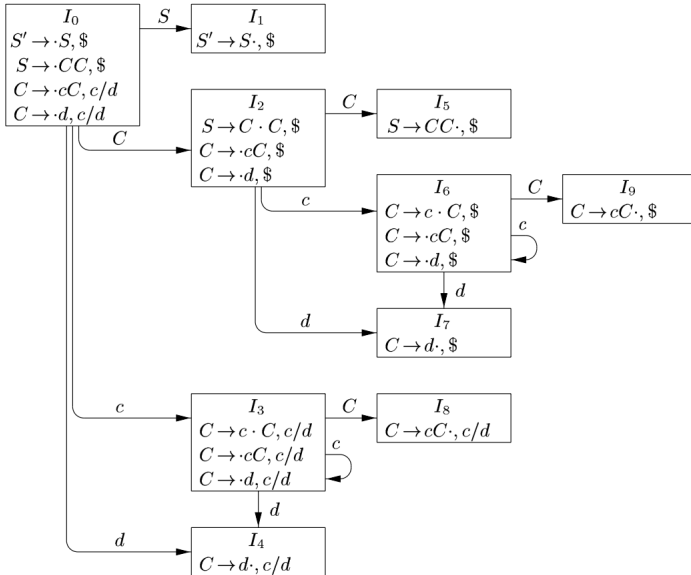 I₀
S' → ·S, $
S → ·CC, $
C → ·cC, c/d
C → ·d, c/d
S
I₁
S' → S·, $
C
I₂
S → C · C, $
C → ·cC, $
C → ·d, $
C
I₅
S → CC·, $
c
I₆
C → c · C, $
C → ·cC, $
C → ·d, $
C
I₉
C → cC·, $
c
d
d
I₇
C → d·, $
c
I₃
C → c · C, c/d
C → ·cC, c/d
C → ·d, c/d
C
I₈
C → cC·, c/d
c
d
d
I₄
C → d·, c/d